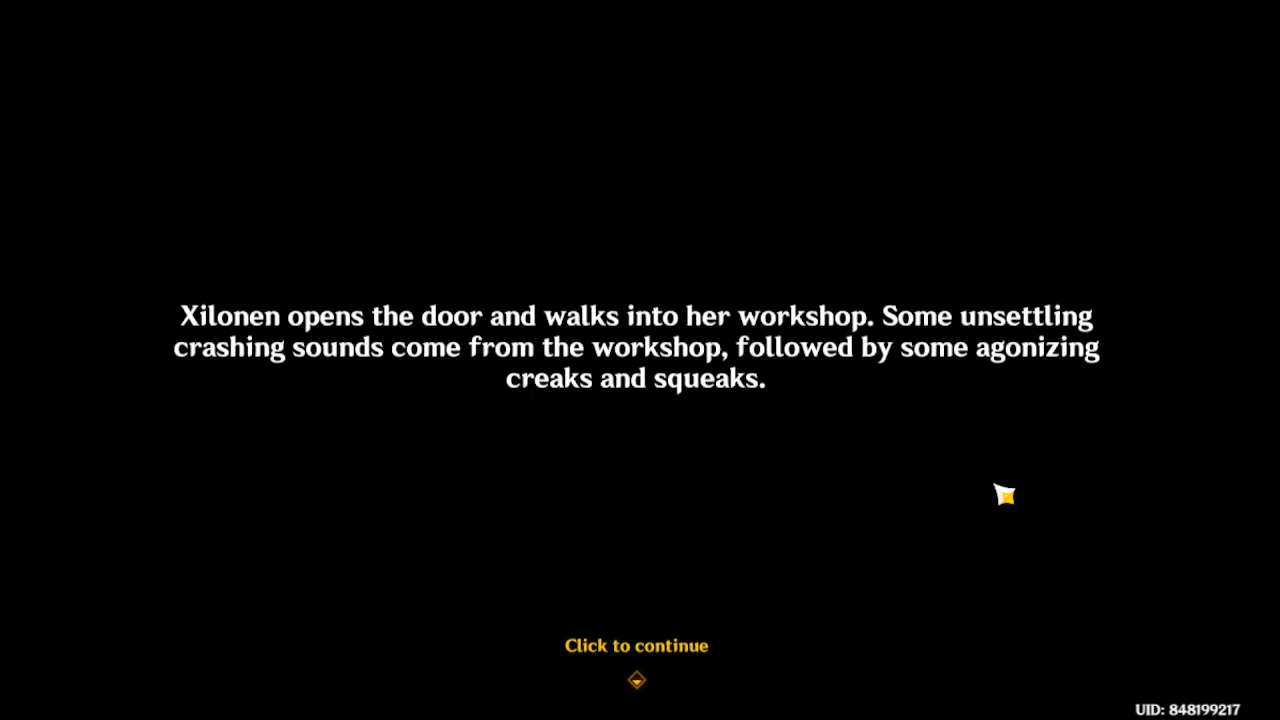 Xilonen opens the door and walks into her workshop. Some unsettling
crashing sounds come from the workshop, followed by some agonizing
creaks and squeaks.
Click to continue
UID: 848199217